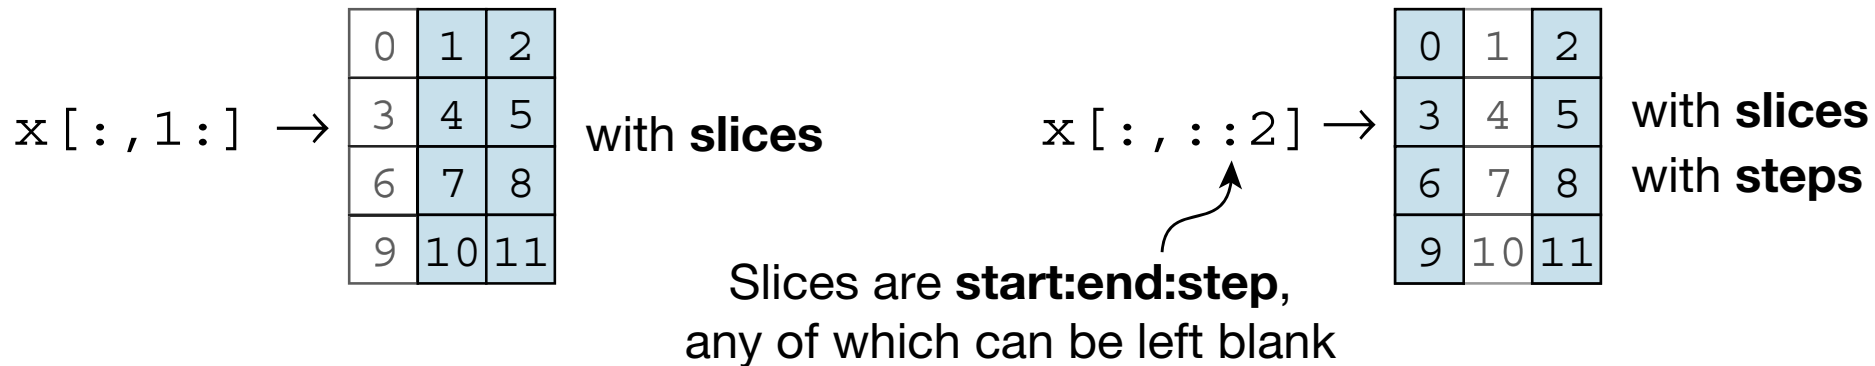 x[:,1:] →
0 1 2
3 4 5
6 7 8
9 10 11
with slices
x[:,::2] →
0 1 2
3 4 5
6 7 8
9 10 11
with slices
with steps
Slices are start:end:step,
any of which can be left blank